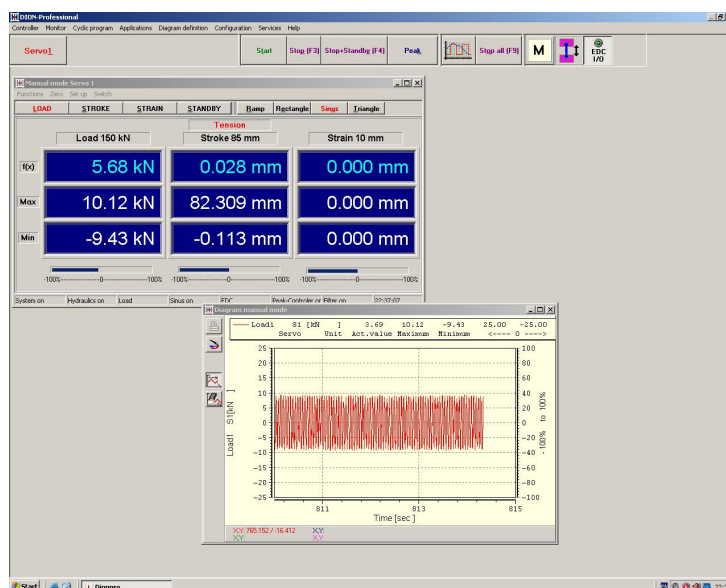 DION-Professional
Controller Monitor Cyclic program Applications Diagram definition Configuration Services Help
Servo1 Start Stop (F3) Stop+Standby (F4) Peak Stop all (F9) M EDC
I/O
Manual mode Servo 1
Functions Zero Set up Switch
LOAD STROKE STRAIN STANDBY Ramp Rectangle Sinus Triangle
Tension
Load 150 kN Stroke 85 mm Strain 10 mm
f(x) 5.68 kN 0.028 mm 0.000 mm
Max 10.12 kN 82.309 mm 0.000 mm
Min -9.43 kN -0.113 mm 0.000 mm
-100%----------0----------100% -100%----------0----------100% -100%----------0----------100%
System on Hydraulics on Load Sinus on EDC Peak-Controler or Filter on 22:37:07
Diagram manual mode
Load1 S1 [kN ] 3.69 10.12 -9.43 25.00 -25.00
Servo Unit Act.value Maximum Minimum <---- 0 ---->
25 100
20 80
15 60
10 40
5 20
0 0
-5 -20
-10 -40
-15 -60
-20 -80
-25 -100
Load1 S1[kN ]
- 100% to 100%
811 813 815
Time [sec ]
X,Y: 765.152 / -16.412 X,Y:
X,Y: X,Y:
Start Dionpro